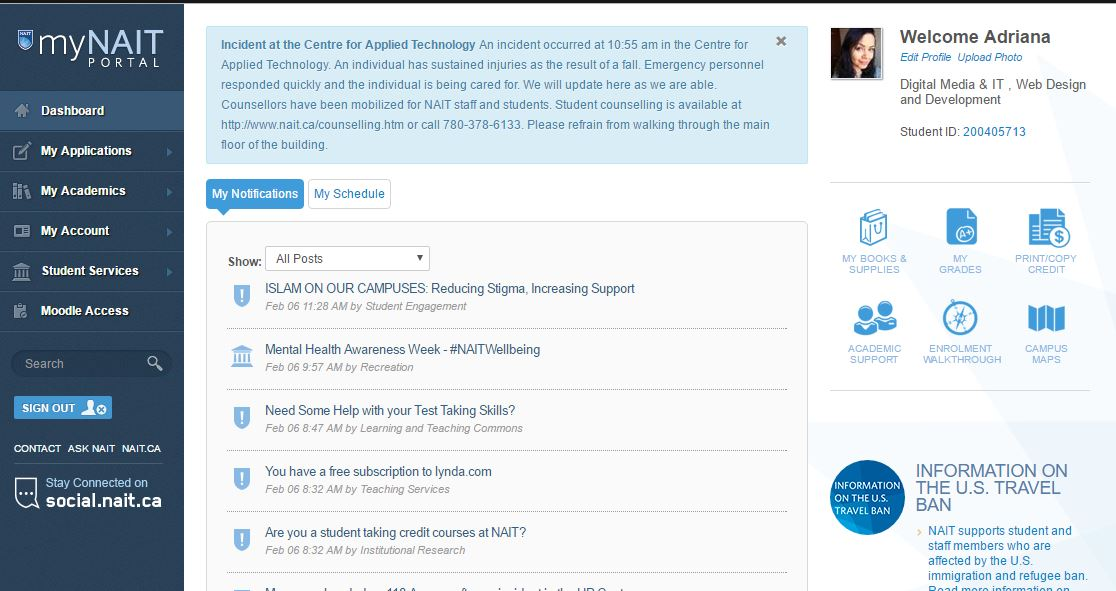 myNAIT
PORTAL
Dashboard
My Applications
My Academics
My Account
Student Services
Moodle Access
Search
SIGN OUT
CONTACT ASK NAIT NAIT.CA
Stay Connected on
social.nait.ca
Incident at the Centre for Applied Technology An incident occurred at 10:55 am in the Centre for
Applied Technology. An individual has sustained injuries as the result of a fall. Emergency personnel
responded quickly and the individual is being cared for. We will update here as we are able.
Counsellors have been mobilized for NAIT staff and students. Student counselling is available at
http://www.nait.ca/counselling.htm or call 780-378-6133. Please refrain from walking through the main
floor of the building.
My Notifications My Schedule
Show: All Posts
ISLAM ON OUR CAMPUSES: Reducing Stigma, Increasing Support
Feb 06 11:28 AM by Student Engagement
Mental Health Awareness Week - #NAITWellbeing
Feb 06 9:57 AM by Recreation
Need Some Help with your Test Taking Skills?
Feb 06 8:47 AM by Learning and Teaching Commons
You have a free subscription to lynda.com
Feb 06 8:32 AM by Teaching Services
Are you a student taking credit courses at NAIT?
Feb 06 8:32 AM by Institutional Research
Welcome Adriana
Edit Profile Upload Photo
Digital Media & IT , Web Design
and Development
Student ID: 200405713
MY BOOKS &
SUPPLIES
MY
GRADES
PRINT/COPY
CREDIT
ACADEMIC
SUPPORT
ENROLMENT
WALKTHROUGH
CAMPUS
MAPS
INFORMATION
ON THE U.S.
TRAVEL BAN
INFORMATION ON
THE U.S. TRAVEL
BAN
NAIT supports student and
staff members who are
affected by the U.S.
immigration and refugee ban.
Read more information on